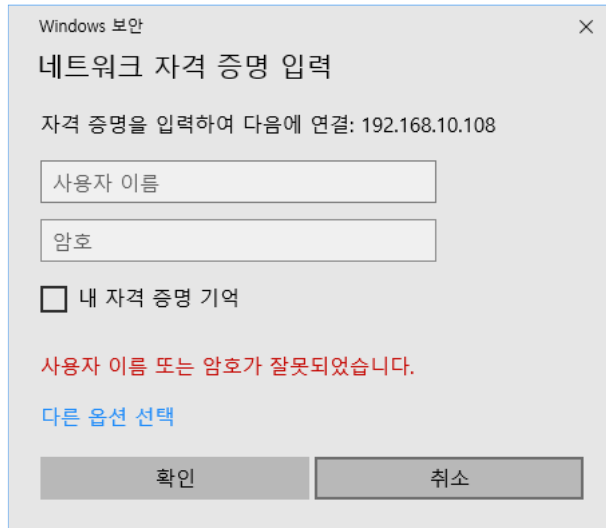 Windows 보안
네트워크 자격 증명 입력
자격 증명을 입력하여 다음에 연결: 192.168.10.108
사용자 이름
암호
내 자격 증명 기억
사용자 이름 또는 암호가 잘못되었습니다.
다른 옵션 선택
확인 취소